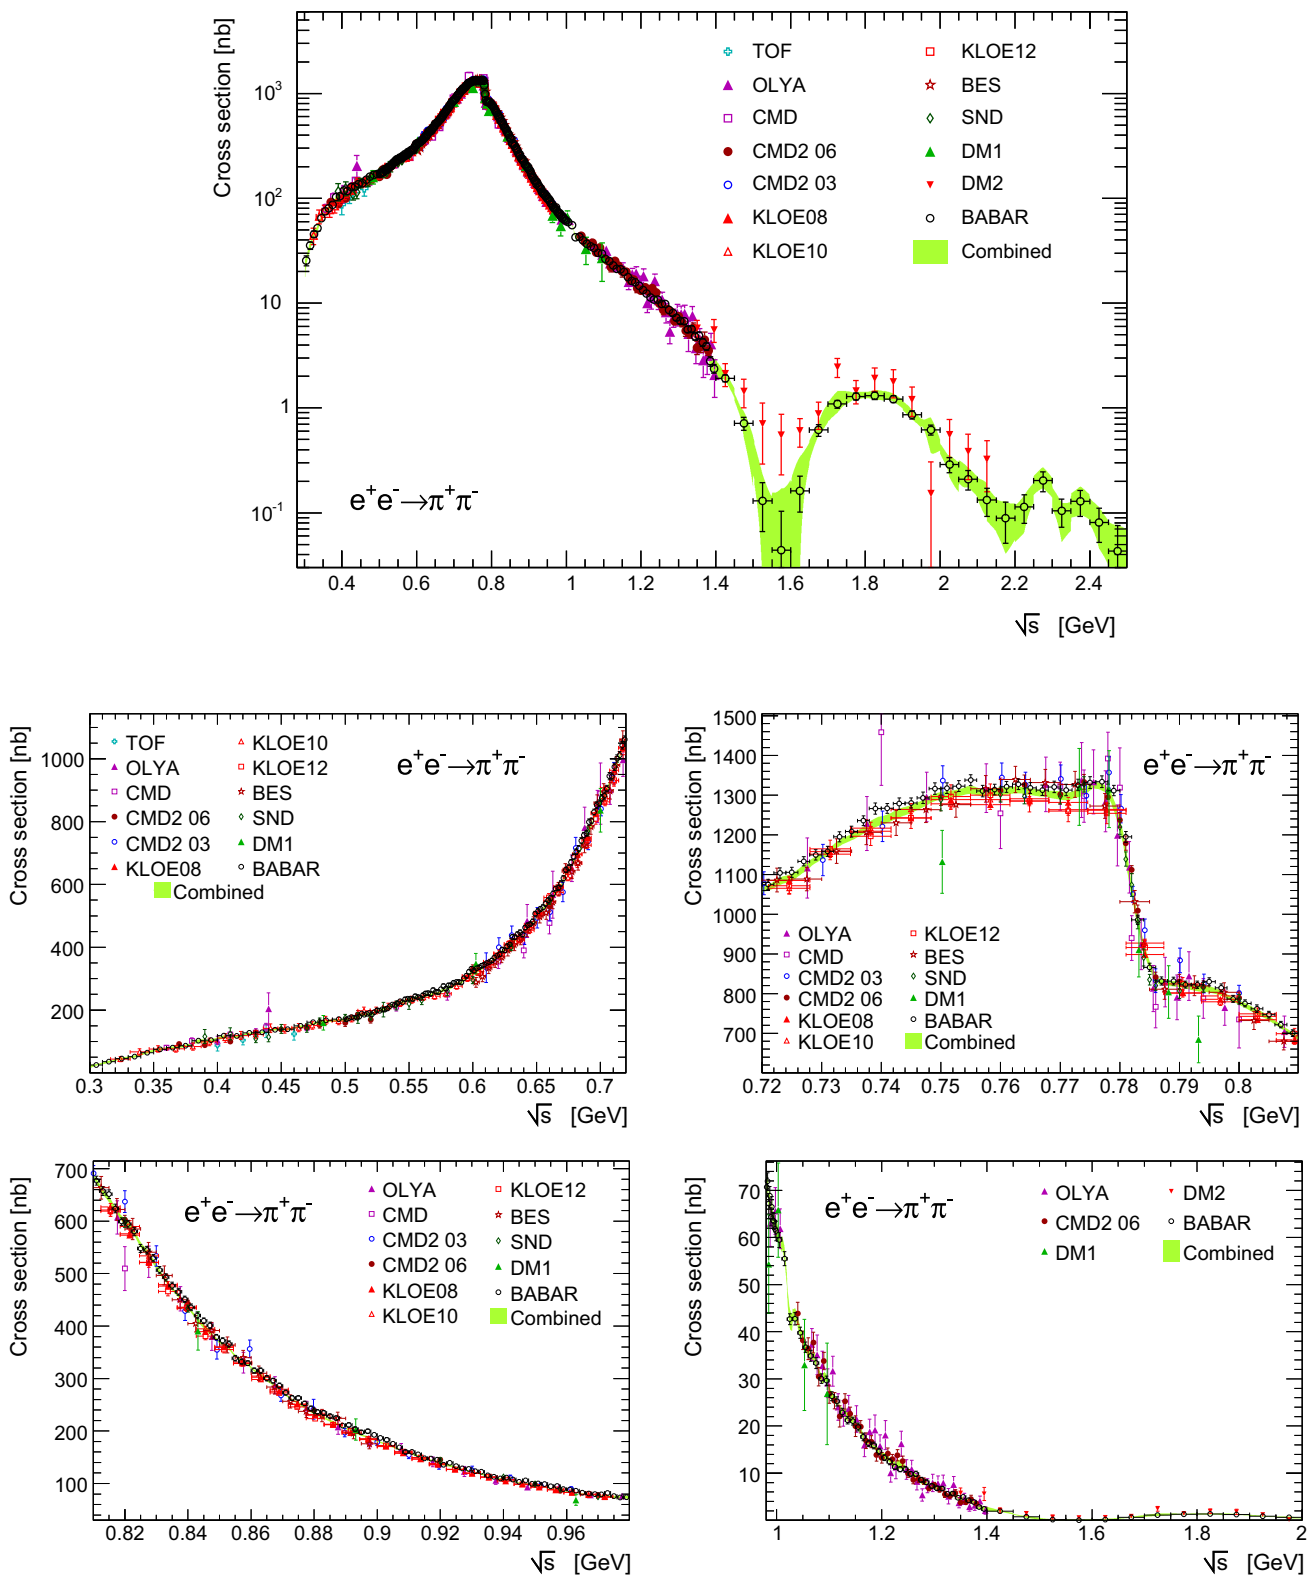 Cross section [nb]
10³
10²
10
1
10⁻¹
TOF
OLYA
CMD
CMD2 06
CMD2 03
KLOE08
KLOE10
KLOE12
BES
SND
DM1
DM2
BABAR
Combined
e⁺e⁻→π⁺π⁻
0.4 0.6 0.8 1 1.2 1.4 1.6 1.8 2 2.2 2.4
√s [GeV]
Cross section [nb]
1000
800
600
400
200
TOF
OLYA
CMD
CMD2 06
CMD2 03
KLOE08
KLOE10
KLOE12
BES
SND
DM1
BABAR
Combined
e⁺e⁻→π⁺π⁻
0.3 0.35 0.4 0.45 0.5 0.55 0.6 0.65 0.7
√s [GeV]
Cross section [nb]
1500
1400
1300
1200
1100
1000
900
800
700
e⁺e⁻→π⁺π⁻
OLYA
CMD
CMD2 03
CMD2 06
KLOE08
KLOE10
KLOE12
BES
SND
DM1
BABAR
Combined
0.72 0.73 0.74 0.75 0.76 0.77 0.78 0.79 0.8
√s [GeV]
Cross section [nb]
700
600
500
400
300
200
100
e⁺e⁻→π⁺π⁻
OLYA
CMD
CMD2 03
CMD2 06
KLOE08
KLOE10
KLOE12
BES
SND
DM1
BABAR
Combined
0.82 0.84 0.86 0.88 0.9 0.92 0.94 0.96
√s [GeV]
Cross section [nb]
70
60
50
40
30
20
10
e⁺e⁻→π⁺π⁻
OLYA
CMD2 06
DM1
DM2
BABAR
Combined
1 1.2 1.4 1.6 1.8 2
√s [GeV]